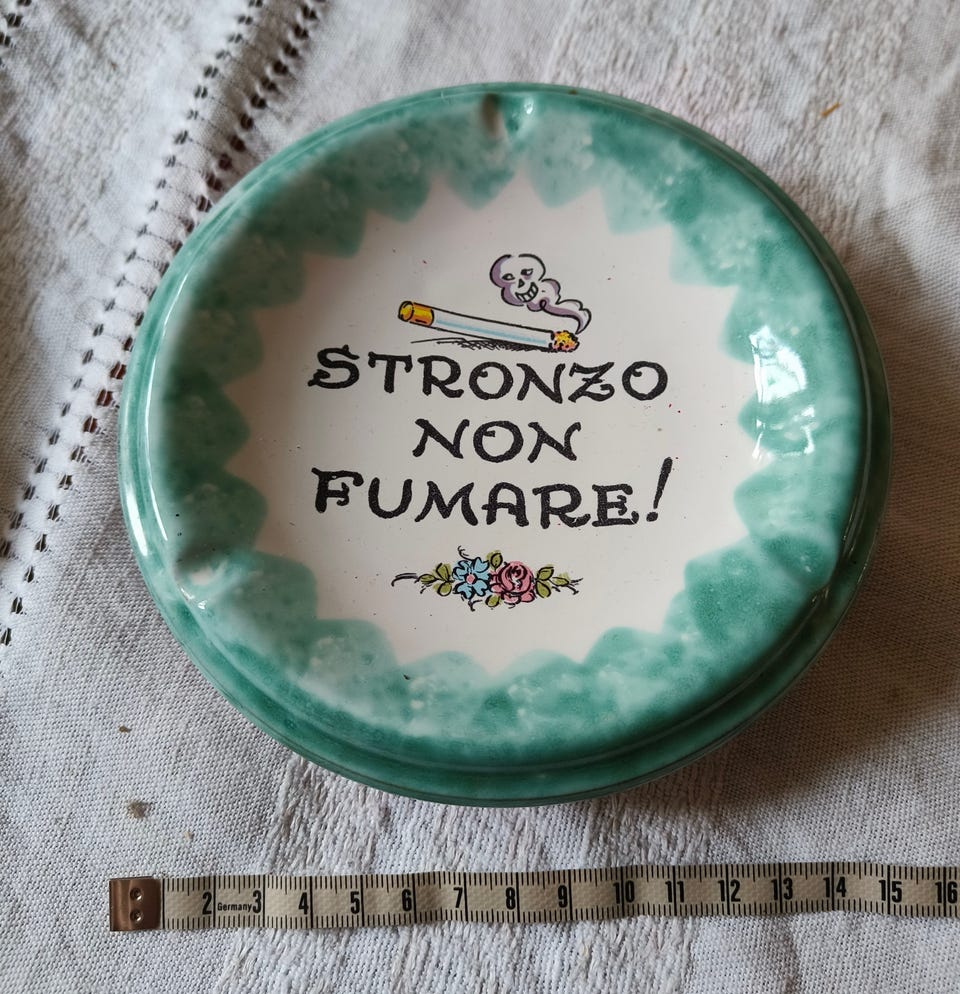 STRONZO
NON
FUMARE!
2 Germany 3 4 5 6 7 8 9 10 11 12 13 14 15 16